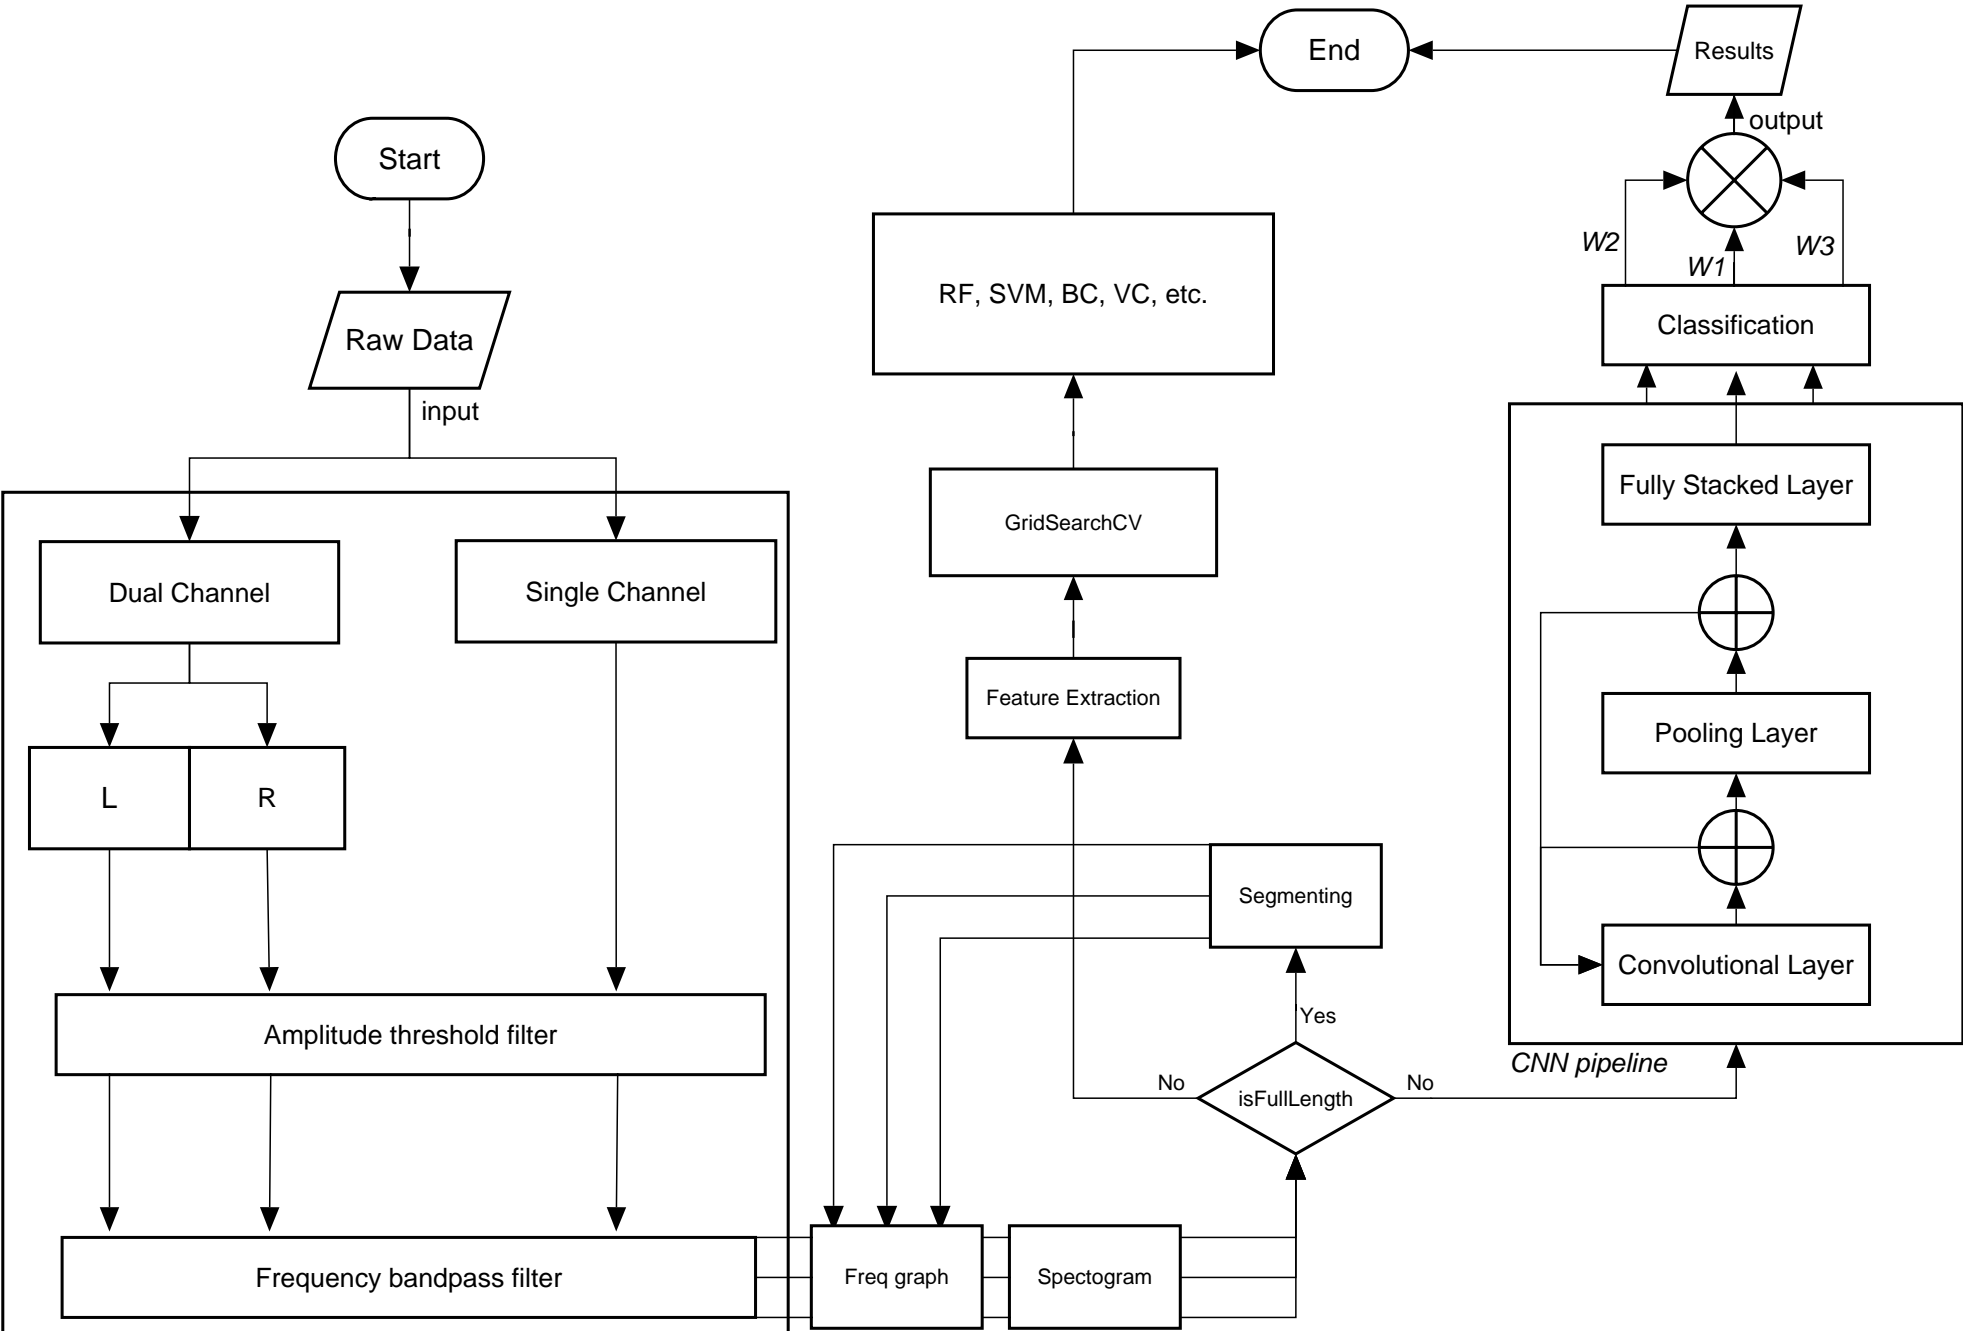 Start
Raw Data
input
Dual Channel
Single Channel
L
R
Amplitude threshold filter
Frequency bandpass filter
Freq graph
Spectogram
isFullLength
Yes
No
No
Segmenting
Feature Extraction
GridSearchCV
RF, SVM, BC, VC, etc.
End
CNN pipeline
Convolutional Layer
Pooling Layer
Fully Stacked Layer
Classification
W2
W1
W3
output
Results